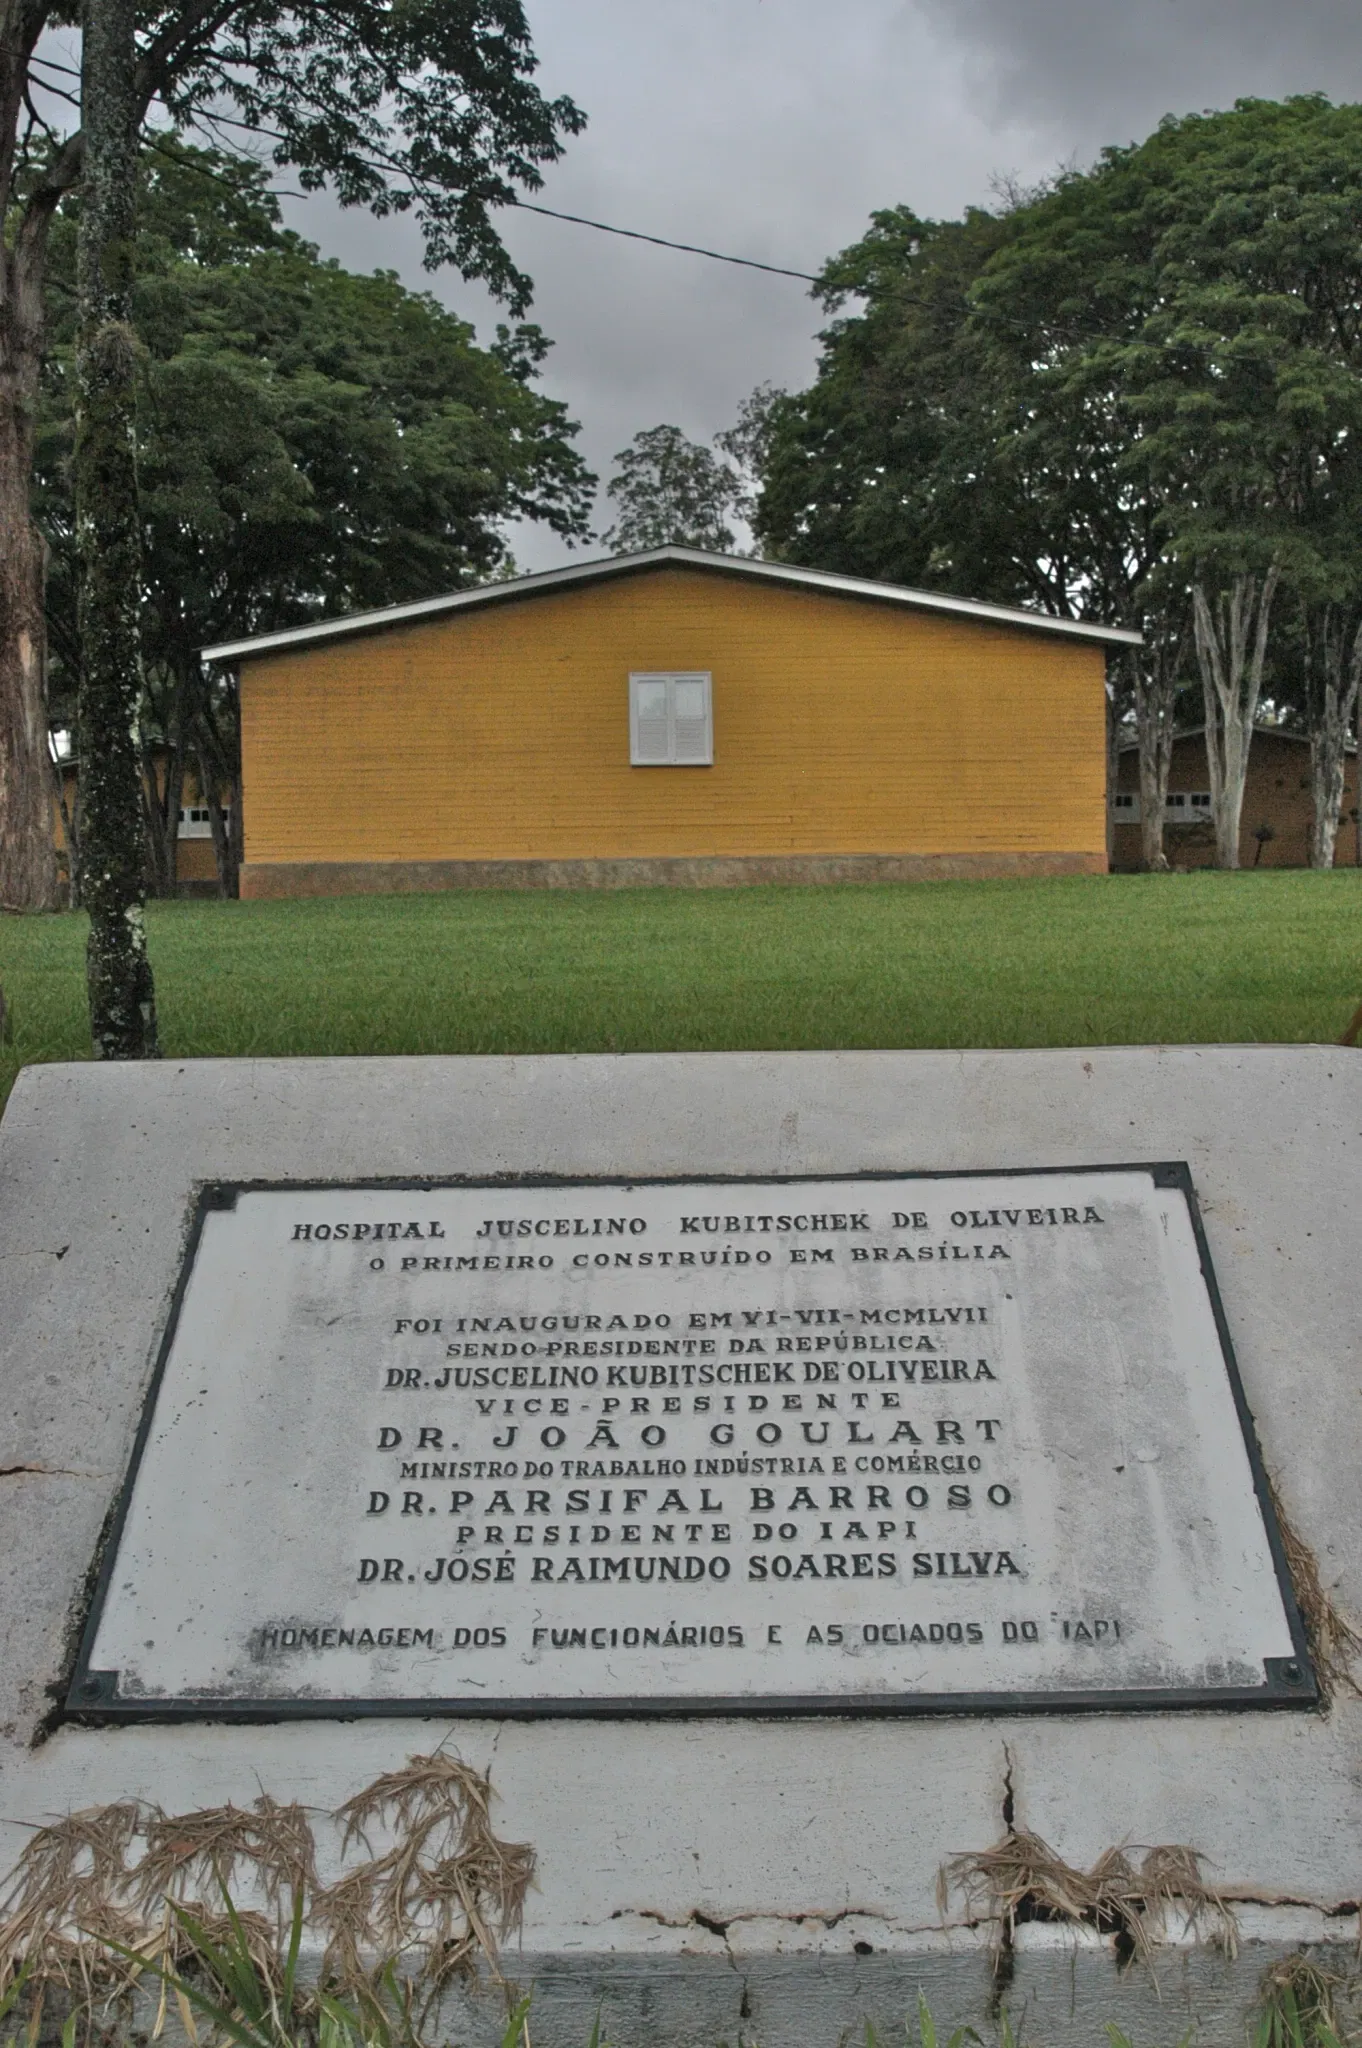 HOSPITAL JUSCELINO KUBITSCHEK DE OLIVEIRA
O PRIMEIRO CONSTRUÍDO EM BRASÍLIA
FOI INAUGURADO EM VI-VII-MCMLVII
SENDO PRESIDENTE DA REPÚBLICA
DR. JUSCELINO KUBITSCHEK DE OLIVEIRA
VICE-PRESIDENTE
DR. JOÃO GOULART
MINISTRO DO TRABALHO INDÚSTRIA E COMÉRCIO
DR. PARSIFAL BARROSO
PRESIDENTE DO IAPI
DR. JOSÉ RAIMUNDO SOARES SILVA
HOMENAGEM DOS FUNCIONÁRIOS E AS OCIADOS DO IAPI